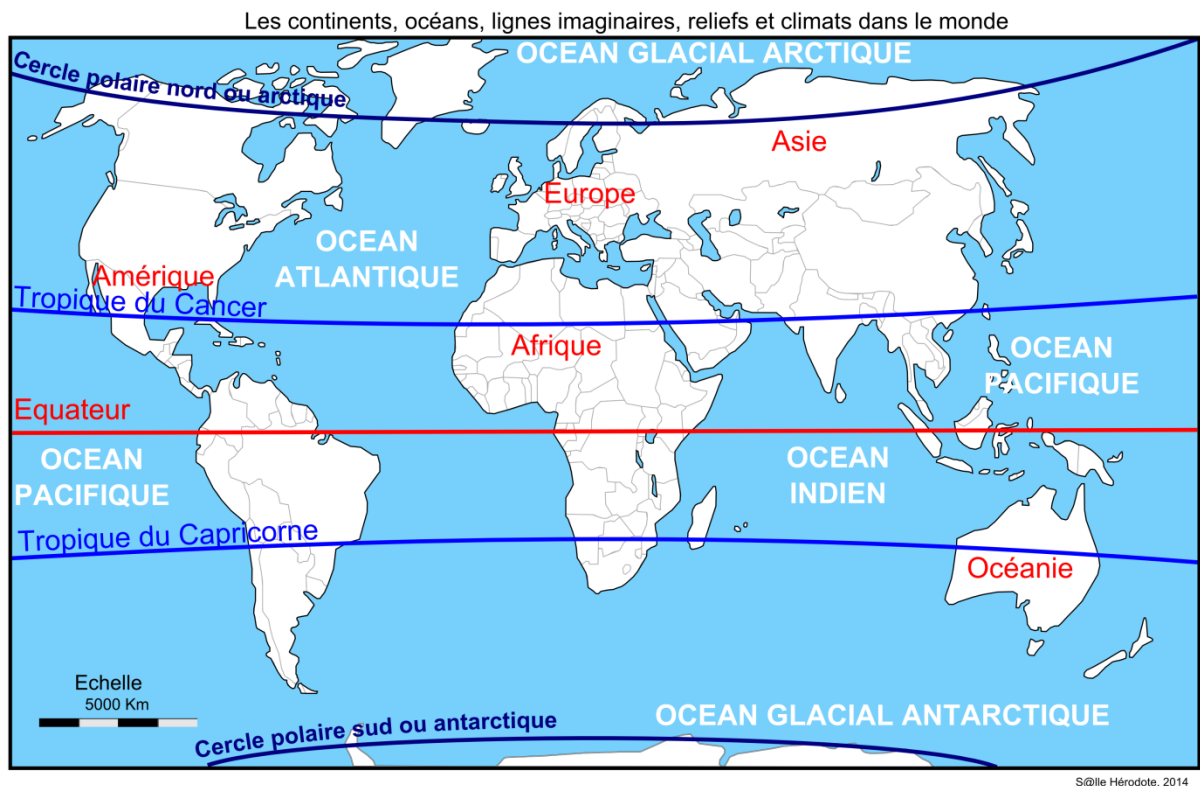 Les continents, océans, lignes imaginaires, reliefs et climats dans le monde
OCEAN GLACIAL ARCTIQUE
Cercle polaire nord ou arctique
Asie
Europe
OCEAN
ATLANTIQUE
Amérique
Tropique du Cancer
Afrique
OCEAN
PACIFIQUE
Equateur
OCEAN
PACIFIQUE
OCEAN
INDIEN
Tropique du Capricorne
Océanie
Echelle
5000 Km
OCEAN GLACIAL ANTARCTIQUE
Cercle polaire sud ou antarctique
S@lle Hérodote, 2014